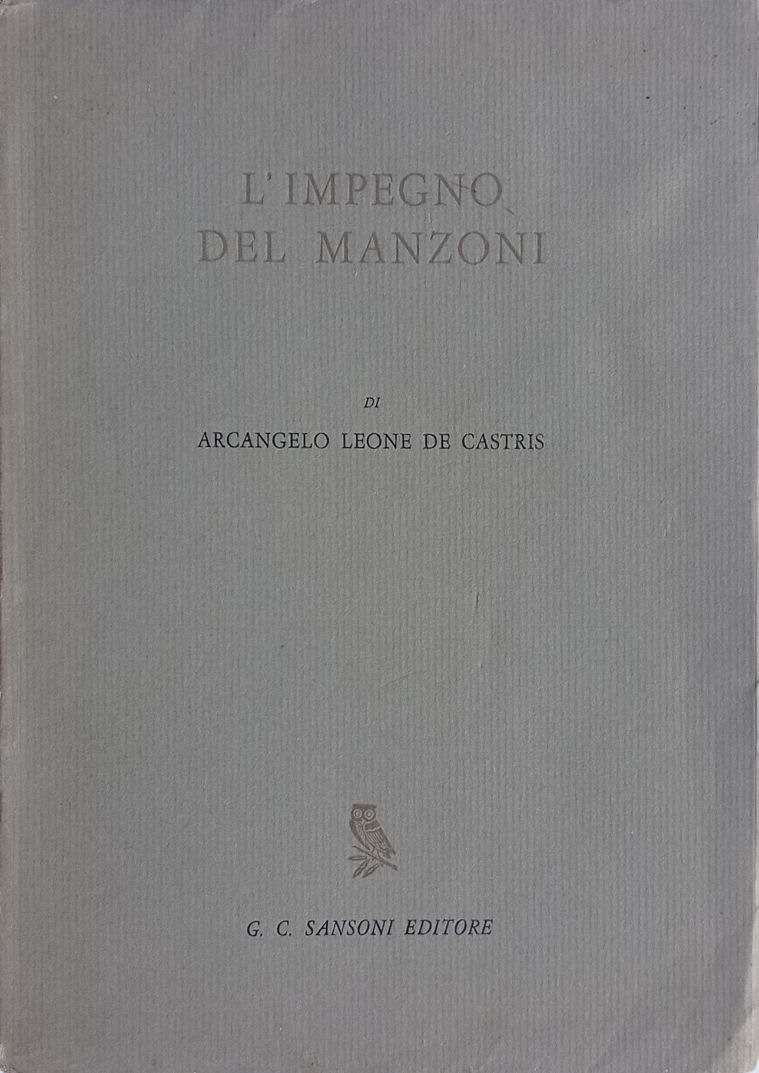 L'IMPEGNO
DEL MANZONI
DI
ARCANGELO LEONE DE CASTRIS
G. C. SANSONI EDITORE